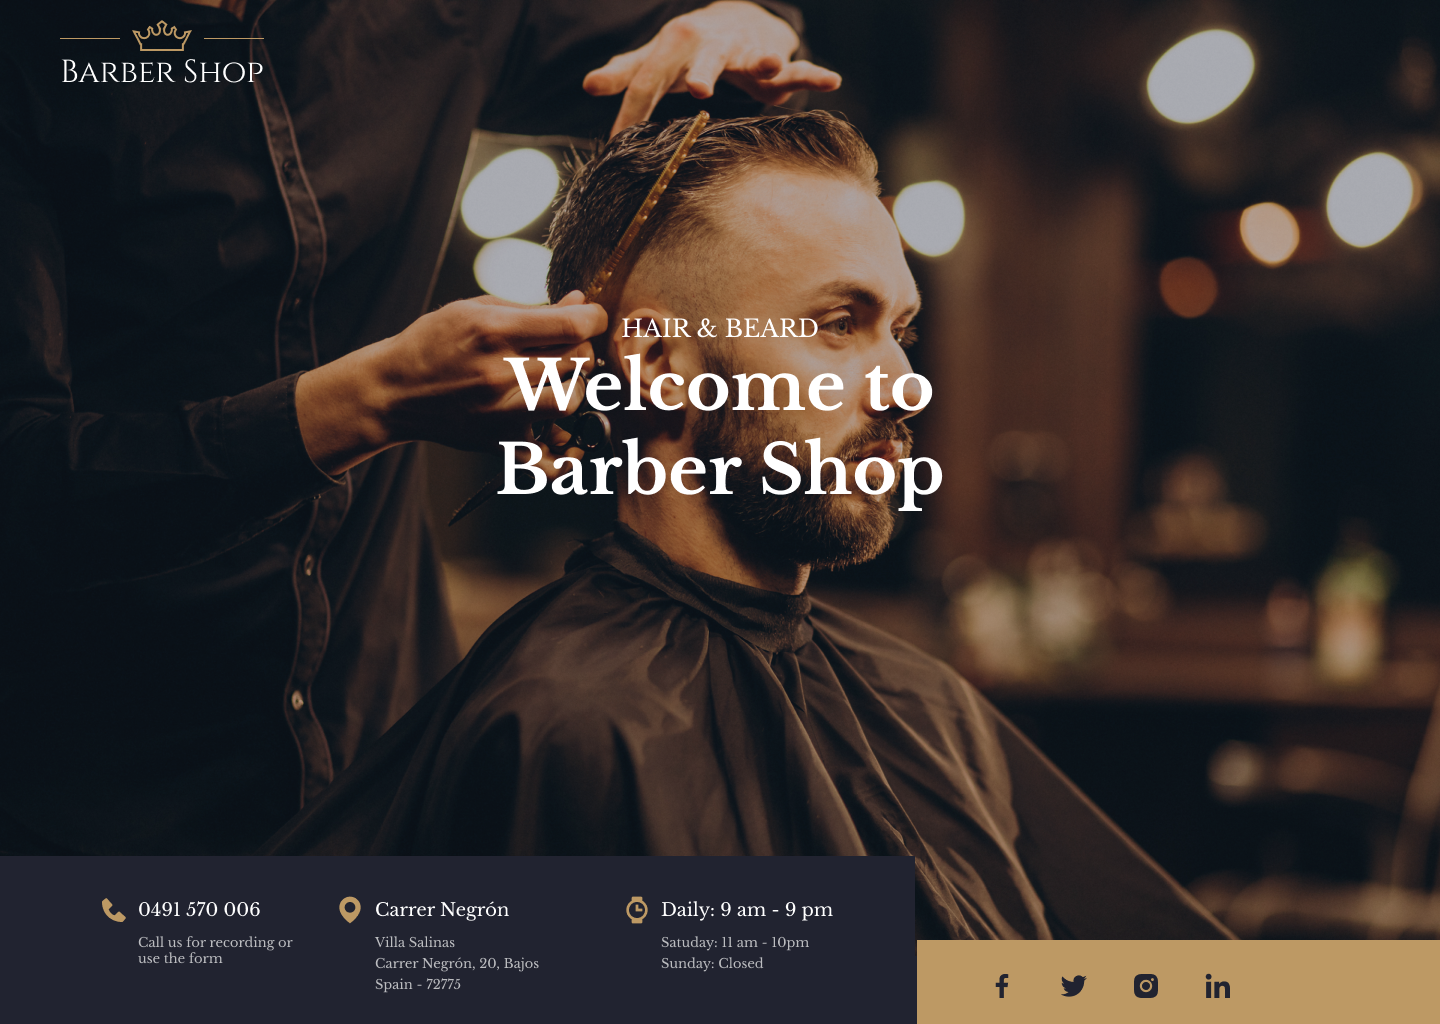 Barber Shop
HAIR & BEARD
Welcome to
Barber Shop
0491 570 006
Call us for recording or
use the form
Carrer Negrón
Villa Salinas
Carrer Negrón, 20, Bajos
Spain - 72775
Daily: 9 am - 9 pm
Satuday: 11 am - 10pm
Sunday: Closed